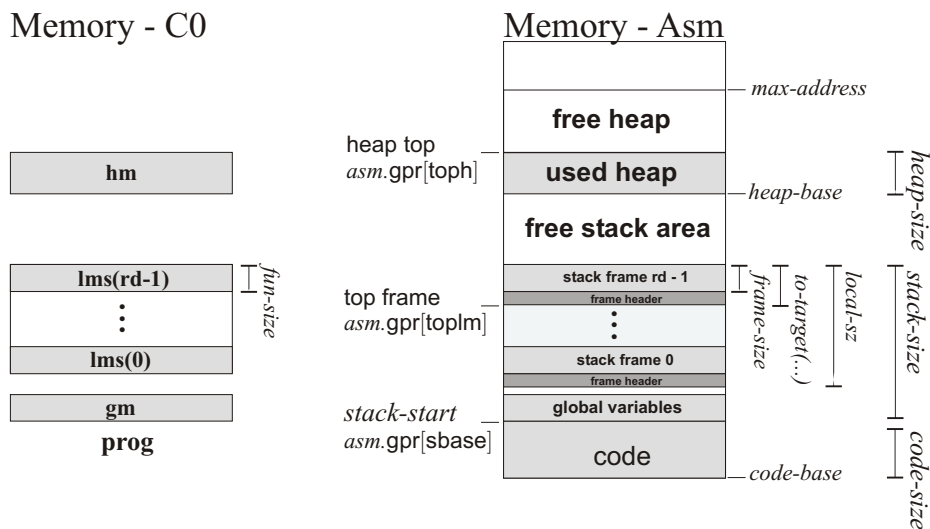 Memory - C0
Memory - Asm
max-address
free heap
heap top
asm.gpr[toph]
hm
used heap
heap-size
heap-base
free stack area
lms(rd-1)
fun-size
stack frame rd - 1
frame header
top frame
asm.gpr[toplm]
frame-size
to-target(...)
local-sz
stack-size
lms(0)
stack frame 0
frame header
gm
global variables
stack-start
asm.gpr[sbase]
prog
code
code-base
code-size